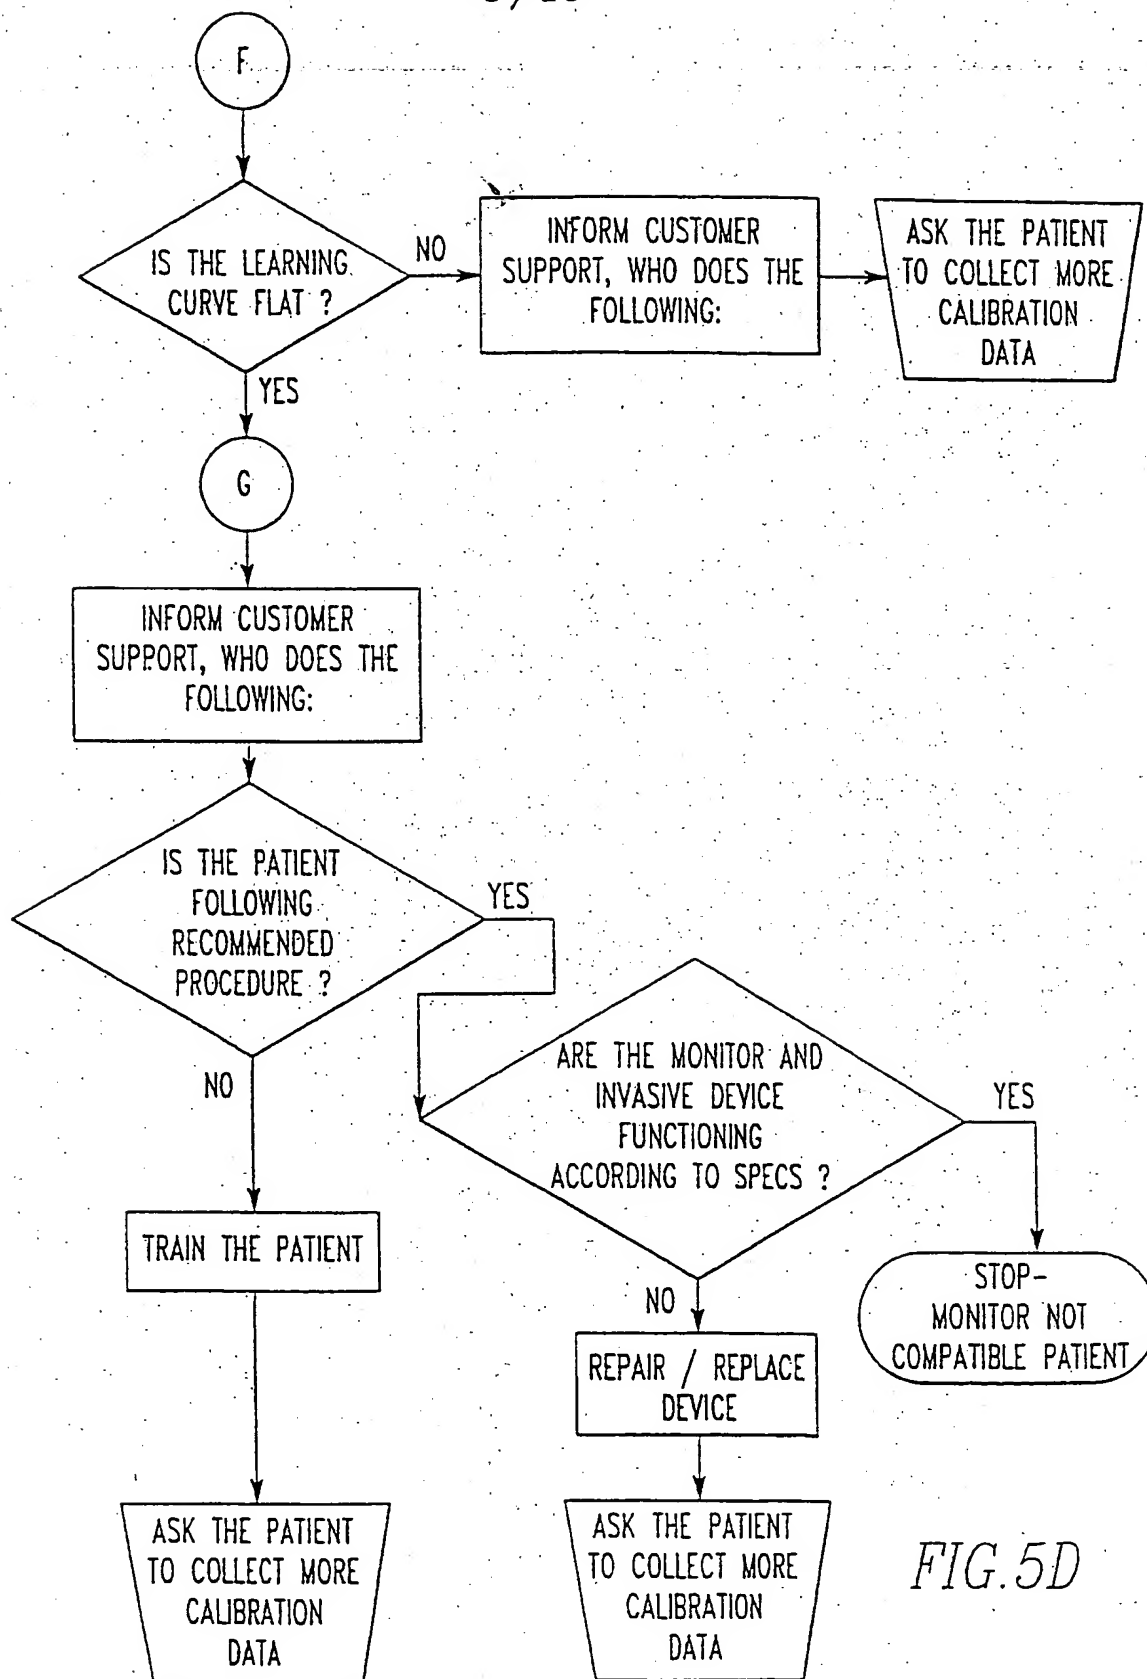 F
IS THE LEARNING
CURVE FLAT ?
NO
INFORM CUSTOMER
SUPPORT, WHO DOES THE
FOLLOWING:
ASK THE PATIENT
TO COLLECT MORE
CALIBRATION
DATA
YES
G
INFORM CUSTOMER
SUPPORT, WHO DOES THE
FOLLOWING:
IS THE PATIENT
FOLLOWING
RECOMMENDED
PROCEDURE ?
YES
NO
ARE THE MONITOR AND
INVASIVE DEVICE
FUNCTIONING
ACCORDING TO SPECS ?
YES
TRAIN THE PATIENT
NO
STOP-
MONITOR NOT
COMPATIBLE PATIENT
REPAIR / REPLACE
DEVICE
ASK THE PATIENT
TO COLLECT MORE
CALIBRATION
DATA
ASK THE PATIENT
TO COLLECT MORE
CALIBRATION
DATA
FIG.5D